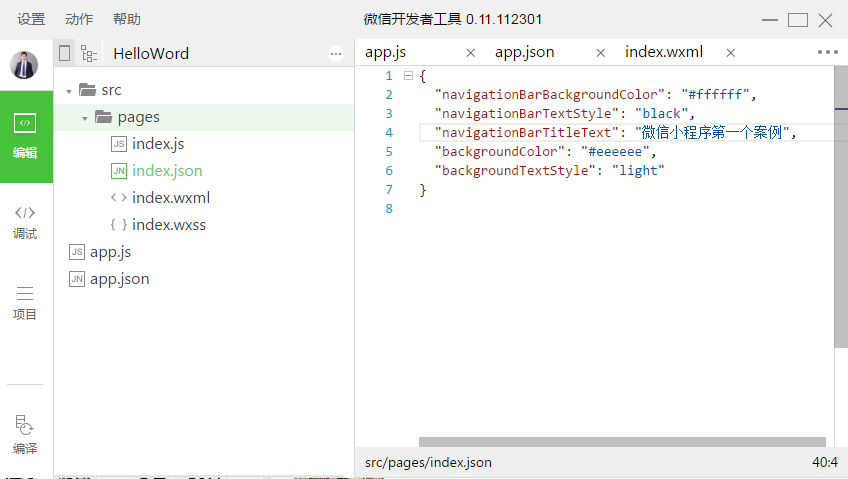 设置 动作 帮助 微信开发者工具 0.11.112301
HelloWord
app.js app.json index.wxml
编辑
调试
项目
编译
src
pages
JS index.js
JN index.json
index.wxml
index.wxss
JS app.js
JN app.json
1 {
2 "navigationBarBackgroundColor": "#ffffff",
3 "navigationBarTextStyle": "black",
4 "navigationBarTitleText": "微信小程序第一个案例",
5 "backgroundColor": "#eeeeee",
6 "backgroundTextStyle": "light"
7 }
8
src/pages/index.json 40:4